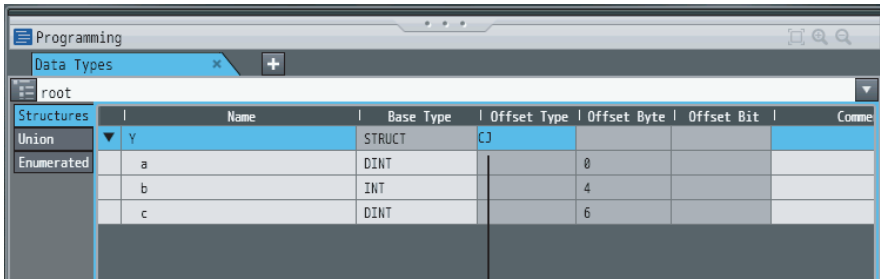 Programming
Data Types
root
Structures Name Base Type Offset Type Offset Byte Offset Bit Comme
Union Y STRUCT CJ
Enumerated a DINT 0
b INT 4
c DINT 6